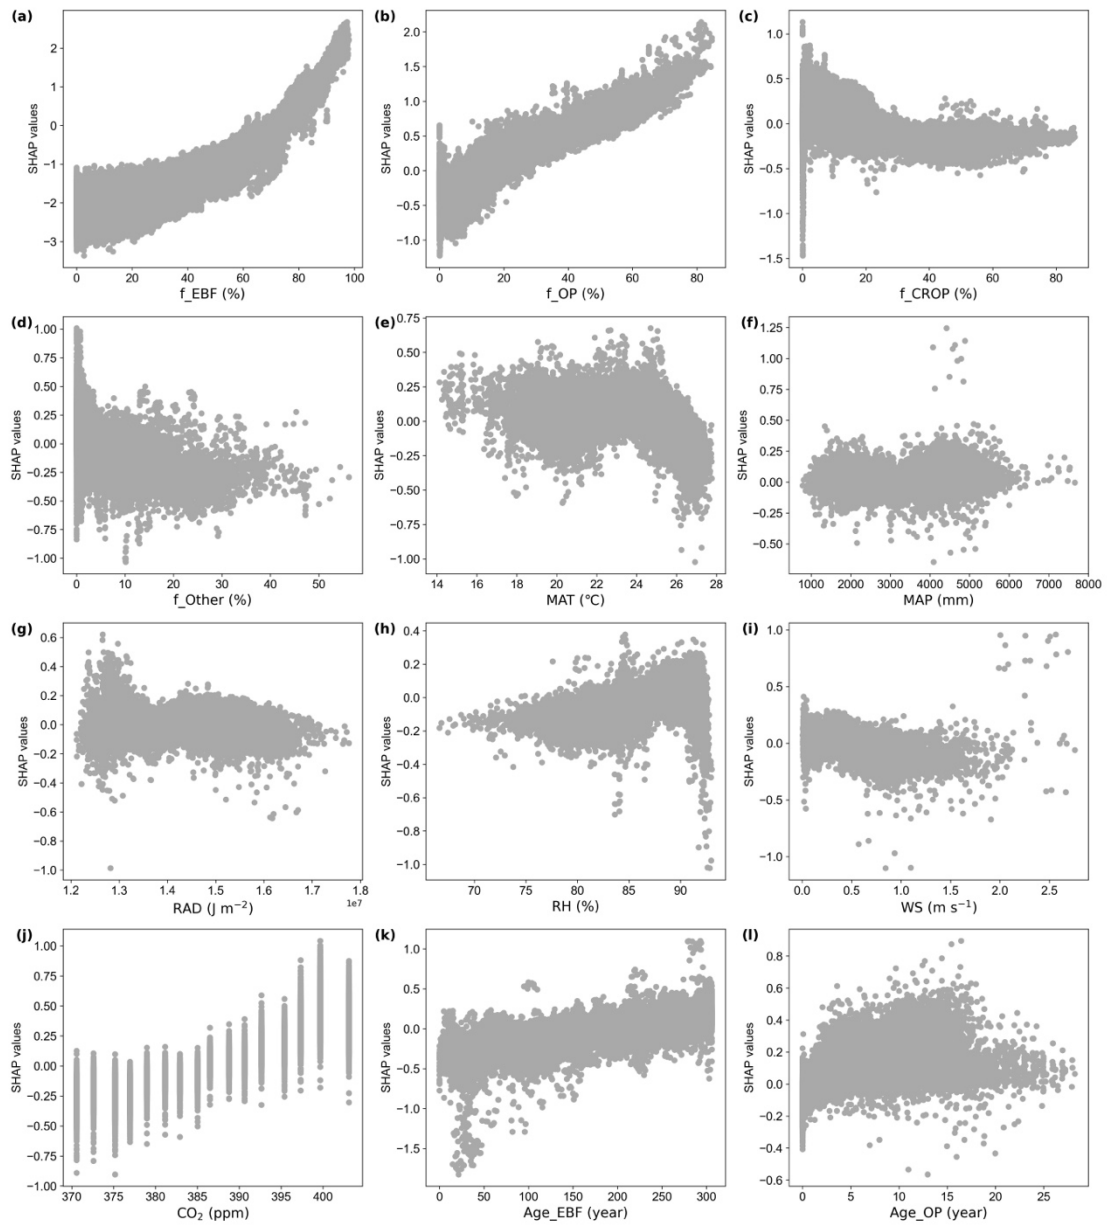 (a)
SHAP values
2
1
0
−1
−2
−3
0 20 40 60 80 100
f_EBF (%)
(b)
SHAP values
2.0
1.5
1.0
0.5
0.0
−0.5
−1.0
0 20 40 60 80
f_OP (%)
(c)
SHAP values
1.0
0.5
0.0
−0.5
−1.0
−1.5
0 20 40 60 80
f_CROP (%)
(d)
SHAP values
1.00
0.75
0.50
0.25
0.00
−0.25
−0.50
−0.75
−1.00
0 10 20 30 40 50
f_Other (%)
(e)
SHAP values
0.75
0.50
0.25
0.00
−0.25
−0.50
−0.75
−1.00
14 16 18 20 22 24 26 28
MAT (℃)
(f)
SHAP values
1.25
1.00
0.75
0.50
0.25
0.00
−0.25
−0.50
1000 2000 3000 4000 5000 6000 7000 8000
MAP (mm)
(g)
SHAP values
0.6
0.4
0.2
0.0
−0.2
−0.4
−0.6
−0.8
−1.0
1.2 1.3 1.4 1.5 1.6 1.7 1.8
1e7
RAD (J m⁻²)
(h)
SHAP values
0.4
0.2
0.0
−0.2
−0.4
−0.6
−0.8
−1.0
70 75 80 85 90
RH (%)
(i)
SHAP values
1.0
0.5
0.0
−0.5
−1.0
0.0 0.5 1.0 1.5 2.0 2.5
WS (m s⁻¹)
(j)
SHAP values
1.00
0.75
0.50
0.25
0.00
−0.25
−0.50
−0.75
−1.00
370 375 380 385 390 395 400
CO₂ (ppm)
(k)
SHAP values
1.0
0.5
0.0
−0.5
−1.0
−1.5
0 50 100 150 200 250 300
Age_EBF (year)
(l)
SHAP values
0.8
0.6
0.4
0.2
0.0
−0.2
−0.4
−0.6
0 5 10 15 20 25
Age_OP (year)